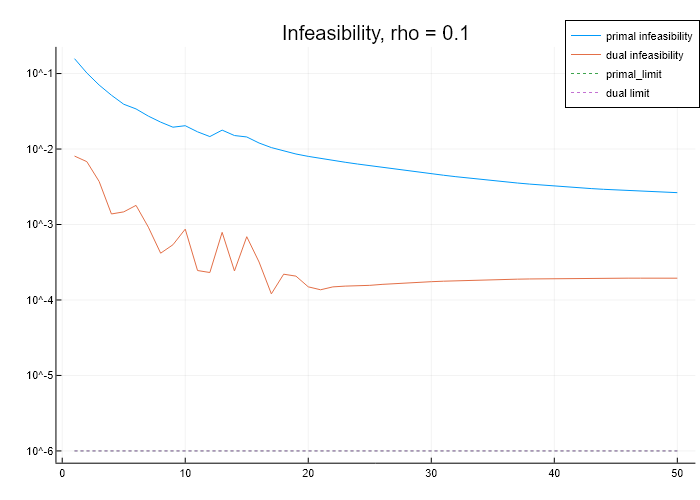 Infeasibility, rho = 0.1
primal infeasibility
dual infeasibility
primal_limit
dual limit
10^-1
10^-2
10^-3
10^-4
10^-5
10^-6
0 10 20 30 40 50